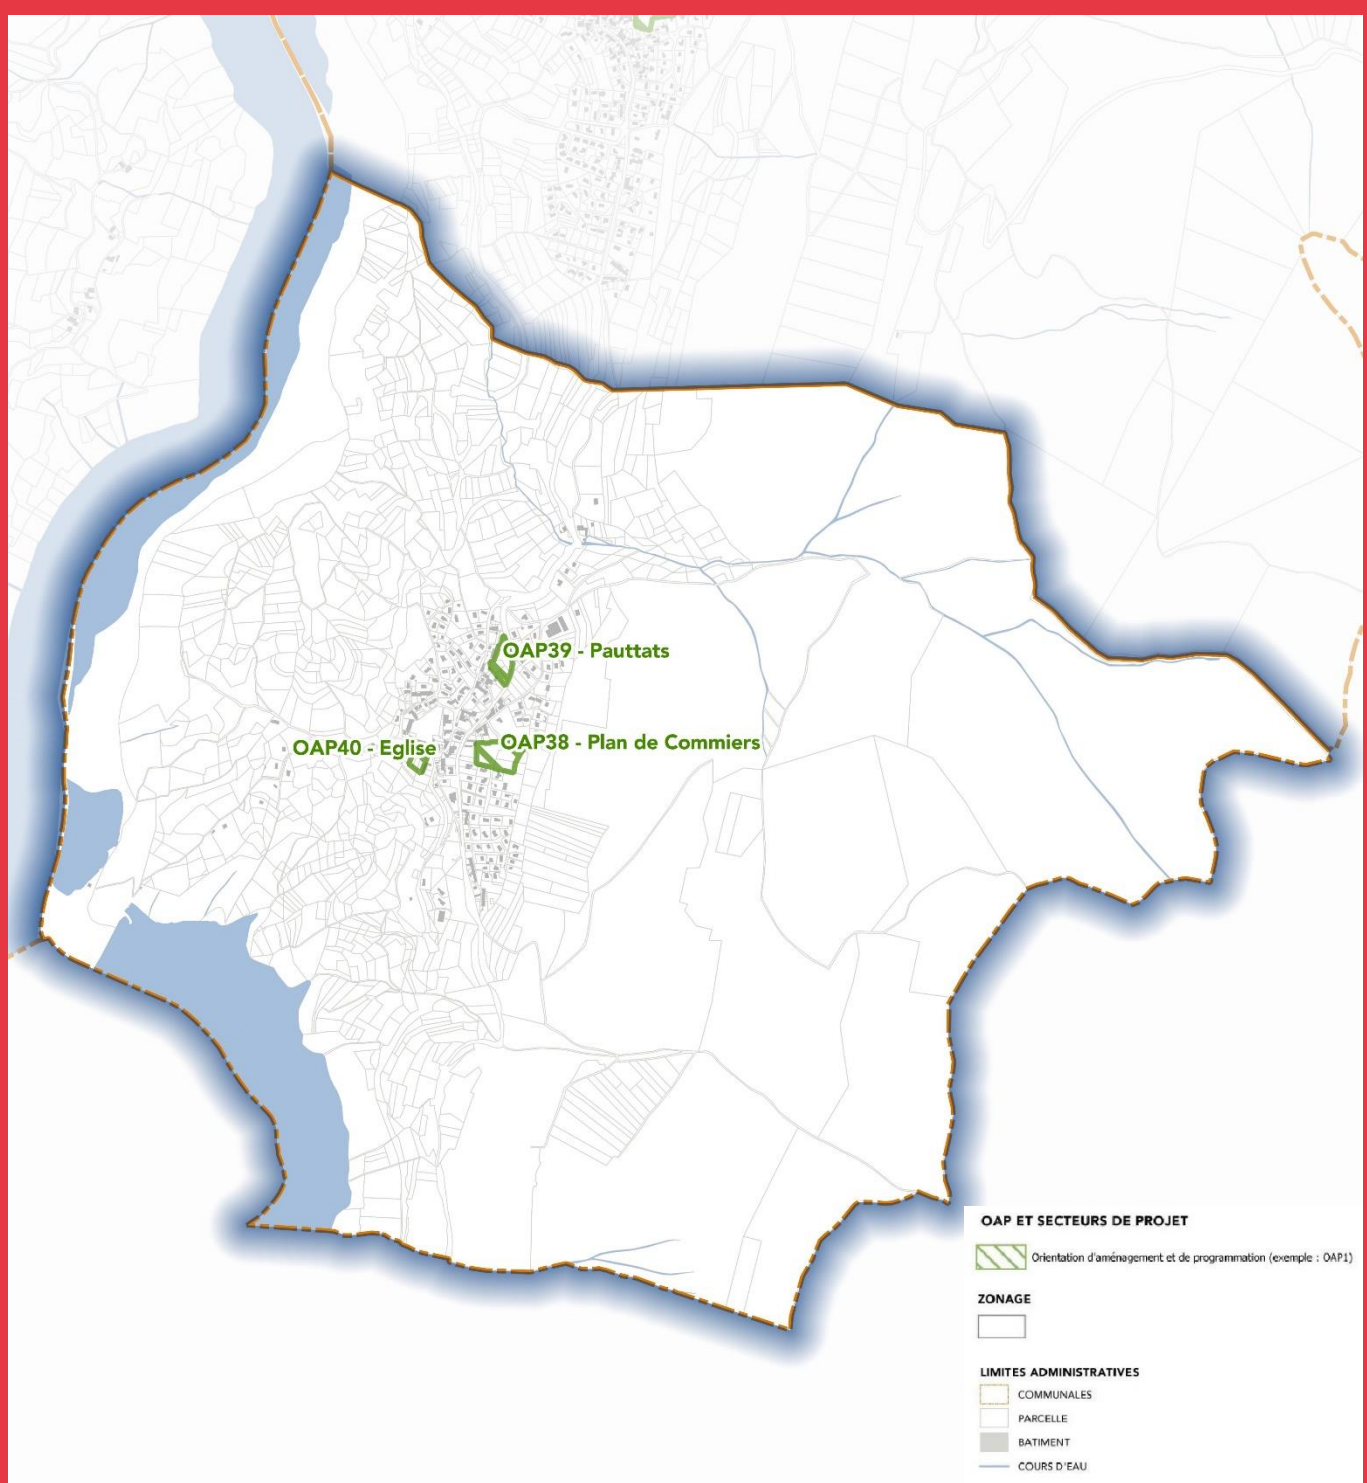 OAP39 - Pauttats
OAP40 - Eglise
OAP38 - Plan de Commiers
OAP ET SECTEURS DE PROJET
Orientation d'aménagement et de programmation (exemple : OAP1)
ZONAGE
LIMITES ADMINISTRATIVES
COMMUNALES
PARCELLE
BATIMENT
COURS D'EAU